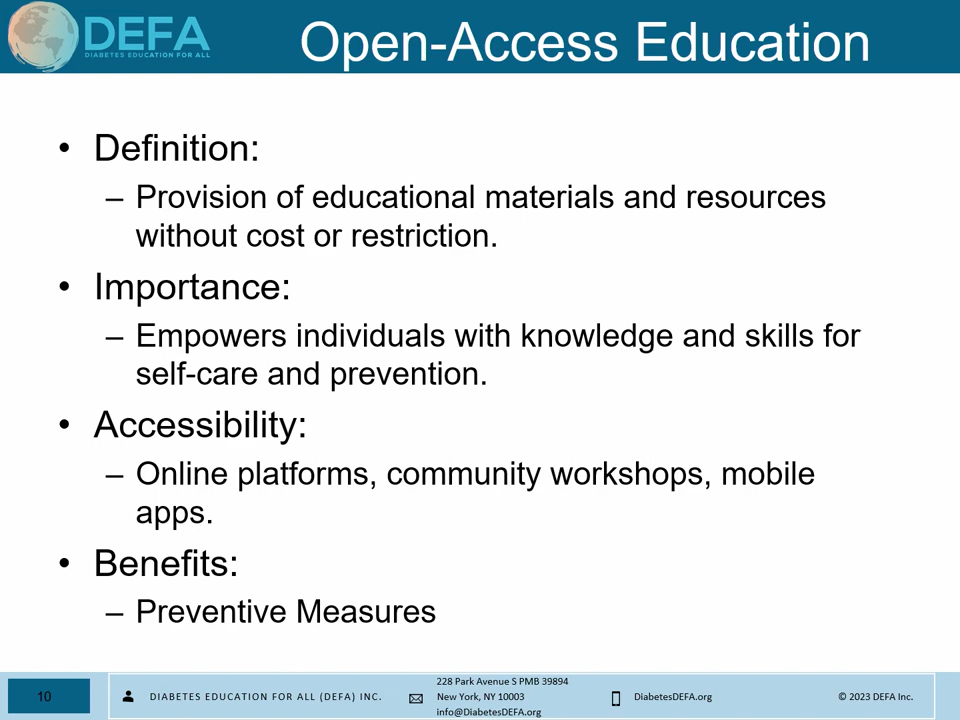 DEFA
DIABETES EDUCATION FOR ALL
Open-Access Education
• Definition:
– Provision of educational materials and resources
without cost or restriction.
• Importance:
– Empowers individuals with knowledge and skills for
self-care and prevention.
• Accessibility:
– Online platforms, community workshops, mobile
apps.
• Benefits:
– Preventive Measures
10
DIABETES EDUCATION FOR ALL (DEFA) INC.
228 Park Avenue S PMB 39894
New York, NY 10003
info@DiabetesDEFA.org
DiabetesDEFA.org
© 2023 DEFA Inc.